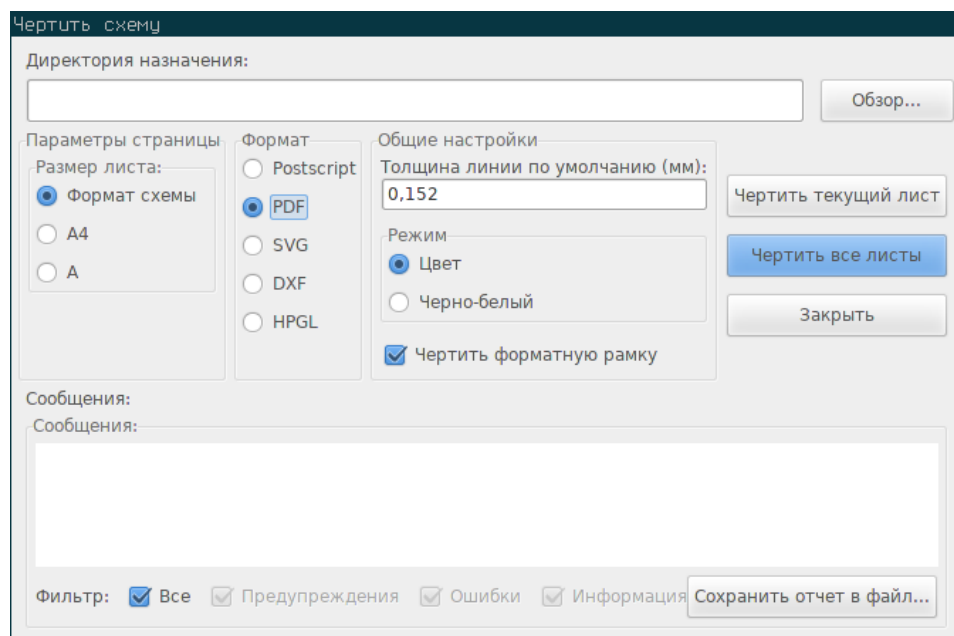 Чертить схему
Директория назначения:
Обзор...
Параметры страницы
Размер листа:
Формат схемы
A4
A
Формат
Postscript
PDF
SVG
DXF
HPGL
Общие настройки
Толщина линии по умолчанию (мм):
0,152
Режим
Цвет
Черно-белый
Чертить форматную рамку
Чертить текущий лист
Чертить все листы
Закрыть
Сообщения:
Сообщения:
Фильтр: Все Предупреждения Ошибки Информация Сохранить отчет в файл...